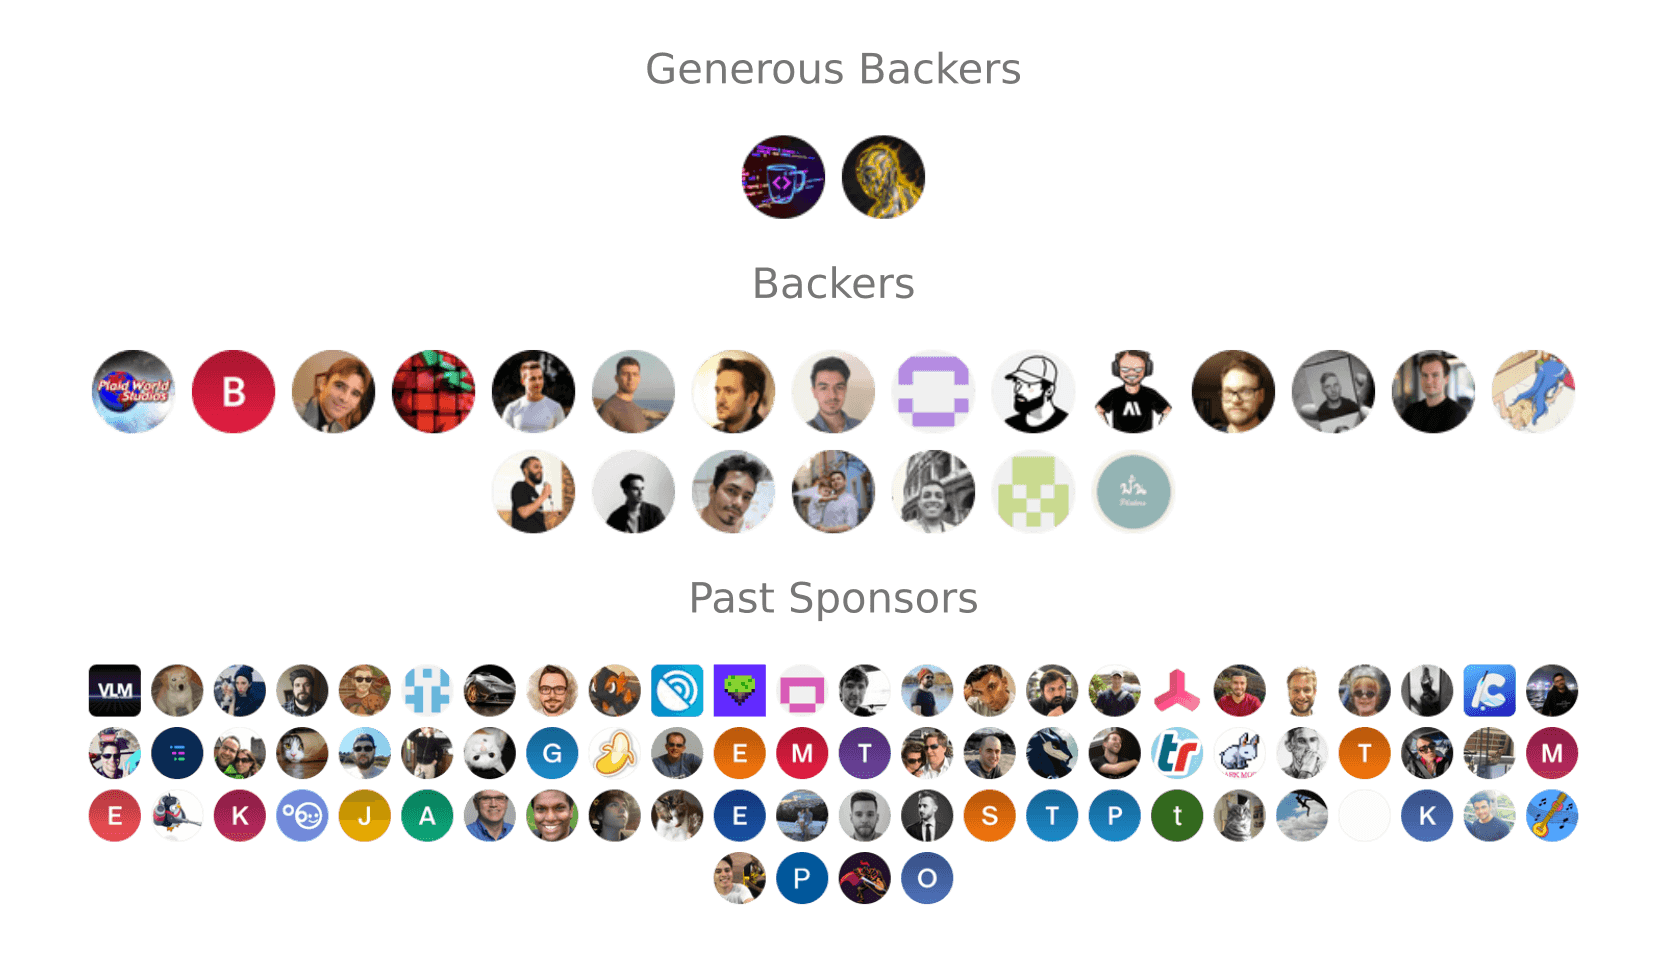 Generous Backers
Backers
Plaid World
Studios
B
Past Sponsors
VLM
G
E
M
T
tr
T
M
E
K
J
A
E
S
T
P
t
K
P
O